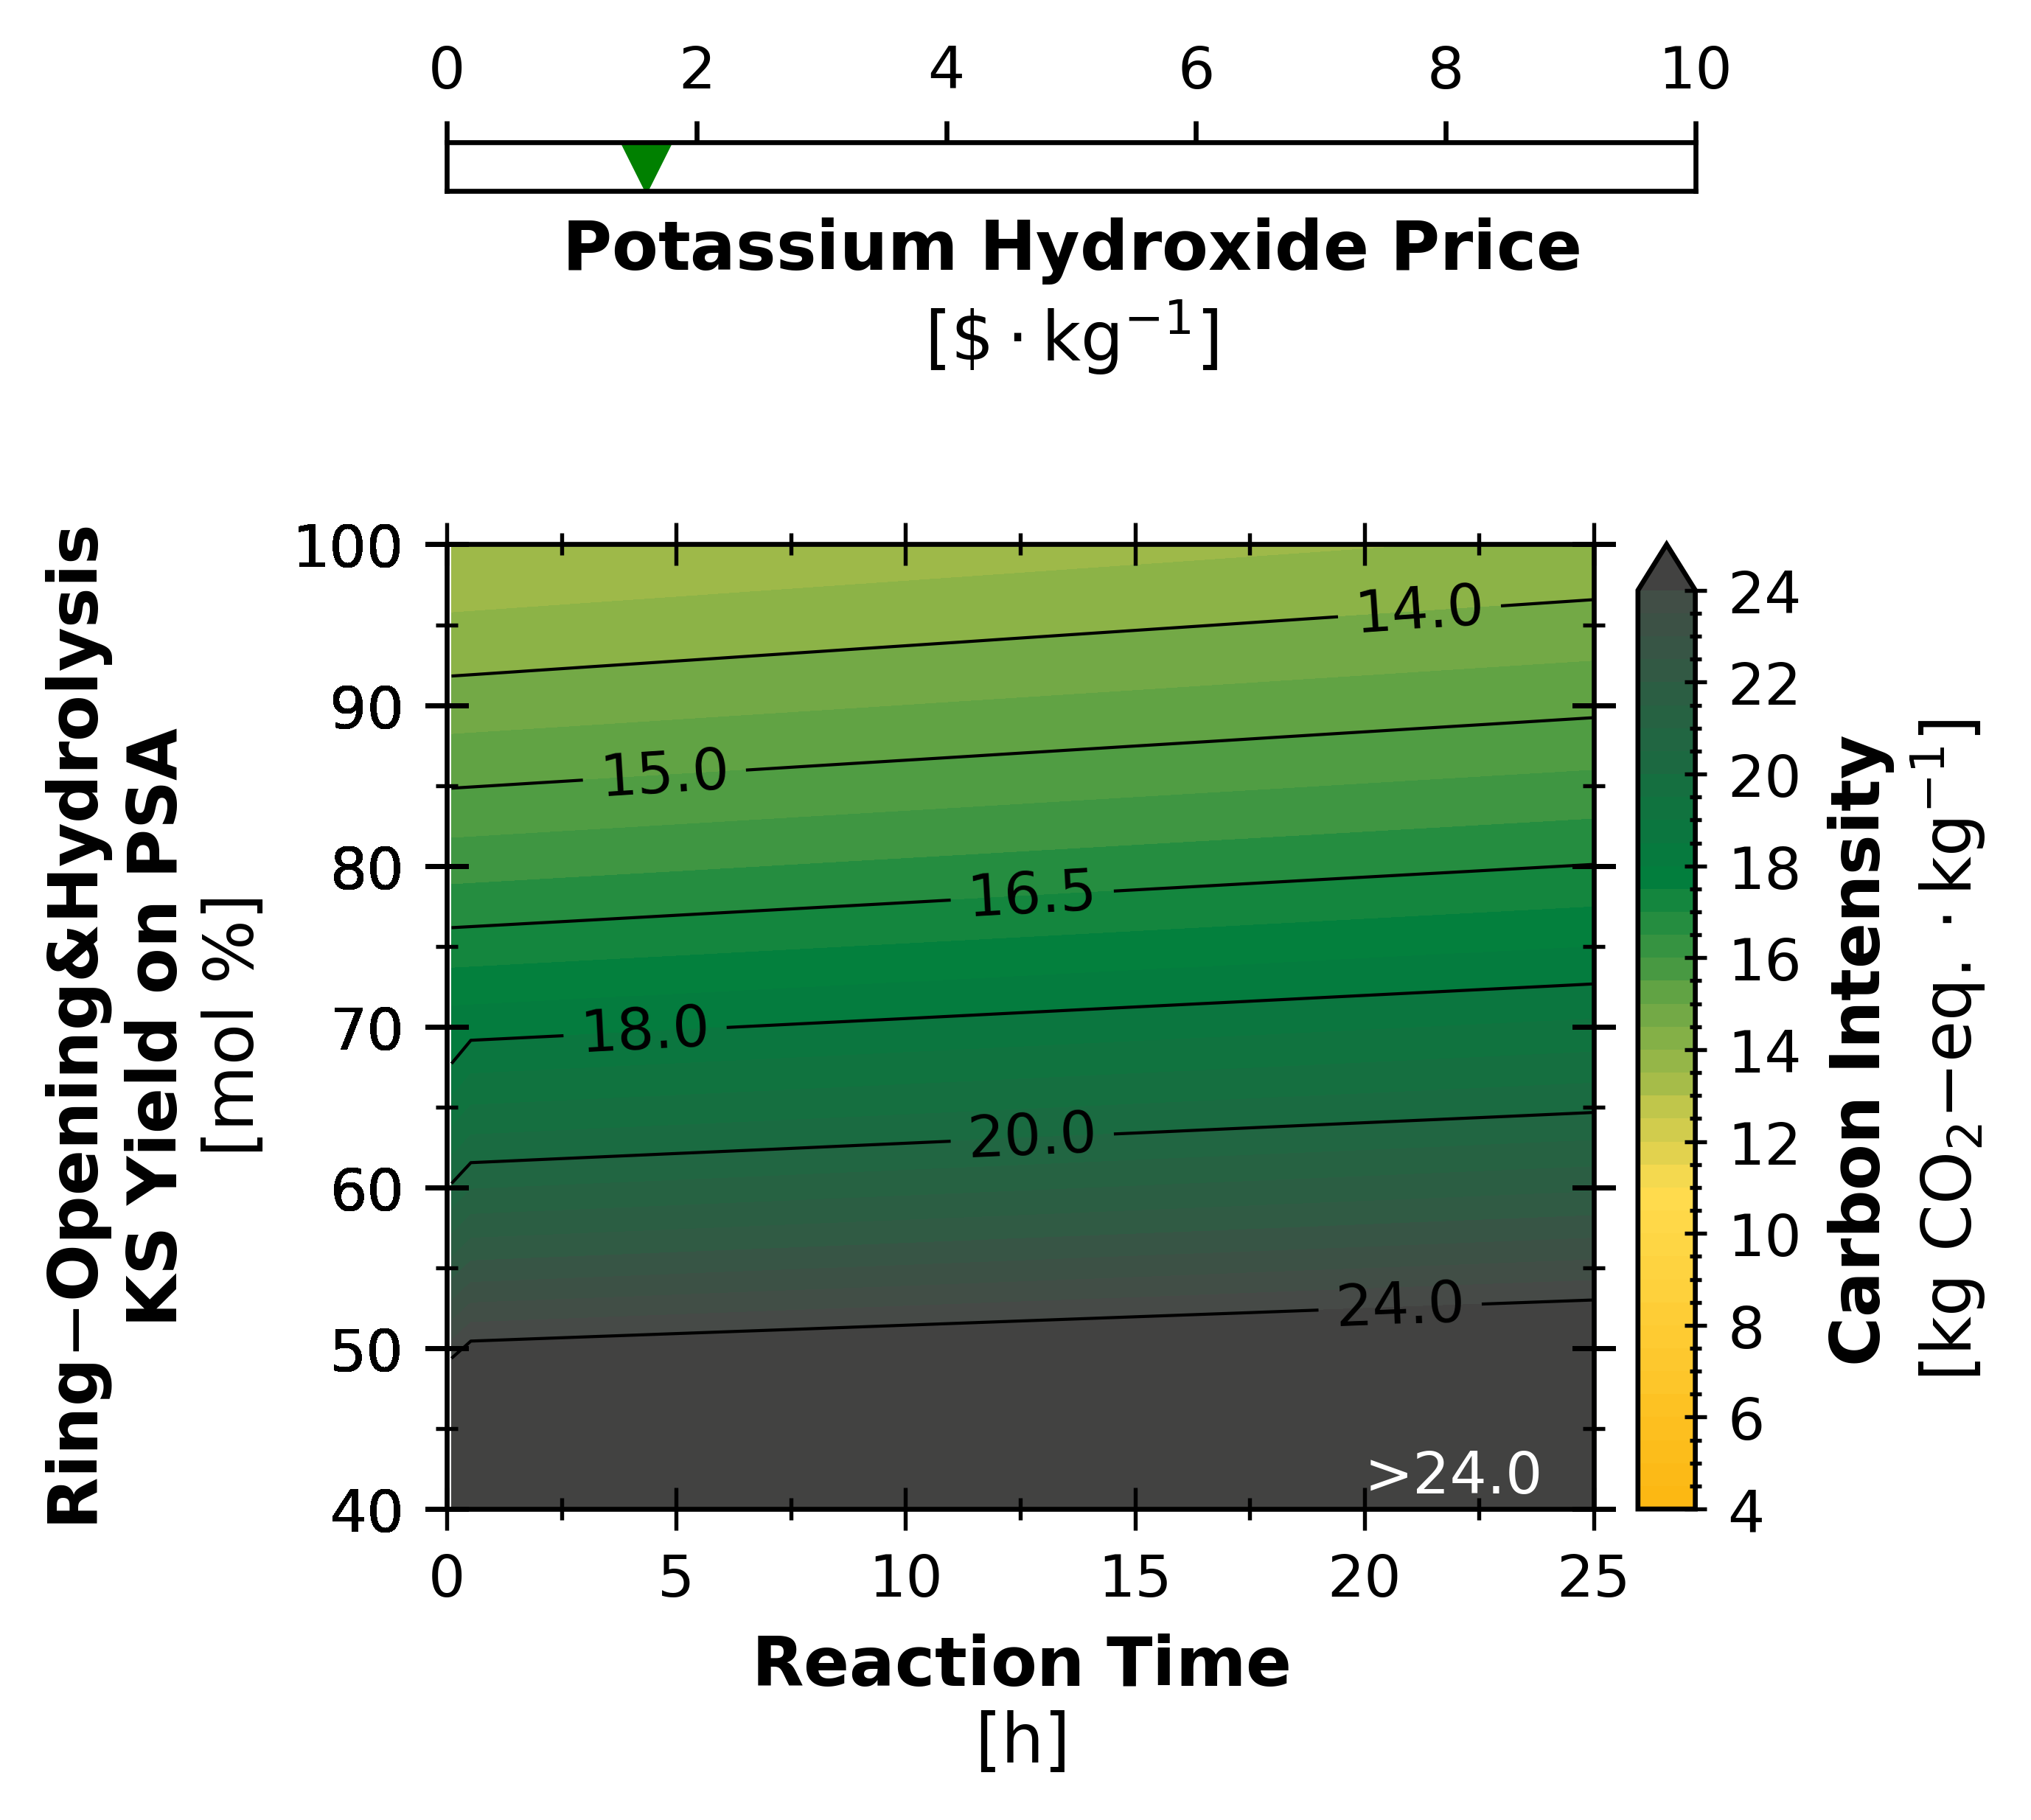 0 2 4 6 8 10
Potassium Hydroxide Price
[$ · kg⁻¹]
Ring−Opening&Hydrolysis
KS Yield on PSA
[mol %]
100
90
80
70
60
50
40
14.0
15.0
16.5
18.0
20.0
24.0
>24.0
0 5 10 15 20 25
Reaction Time
[h]
24
22
20
18
16
14
12
10
8
6
4
Carbon Intensity
[kg CO₂−eq. · kg⁻¹]